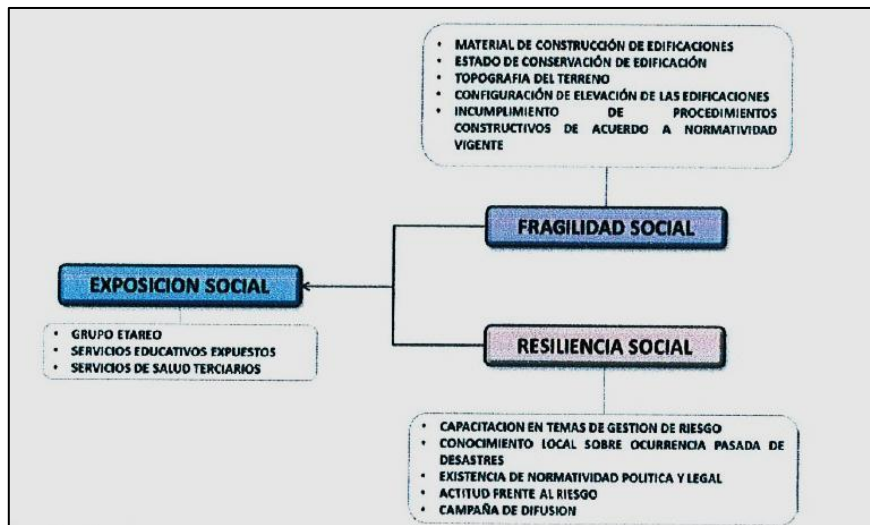 • MATERIAL DE CONSTRUCCIÓN DE EDIFICACIONES
• ESTADO DE CONSERVACIÓN DE EDIFICACIÓN
• TOPOGRAFIA DEL TERRENO
• CONFIGURACIÓN DE ELEVACIÓN DE LAS EDIFICACIONES
• INCUMPLIMIENTO DE PROCEDIMIENTOS
CONSTRUCTIVOS DE ACUERDO A NORMATIVIDAD
VIGENTE
FRAGILIDAD SOCIAL
EXPOSICION SOCIAL
• GRUPO ETAREO
• SERVICIOS EDUCATIVOS EXPUESTOS
• SERVICIOS DE SALUD TERCIARIOS
RESILIENCIA SOCIAL
• CAPACITACION EN TEMAS DE GESTION DE RIESGO
• CONOCIMIENTO LOCAL SOBRE OCURRENCIA PASADA DE
DESASTRES
• EXISTENCIA DE NORMATIVIDAD POLITICA Y LEGAL
• ACTITUD FRENTE AL RIESGO
• CAMPAÑA DE DIFUSION